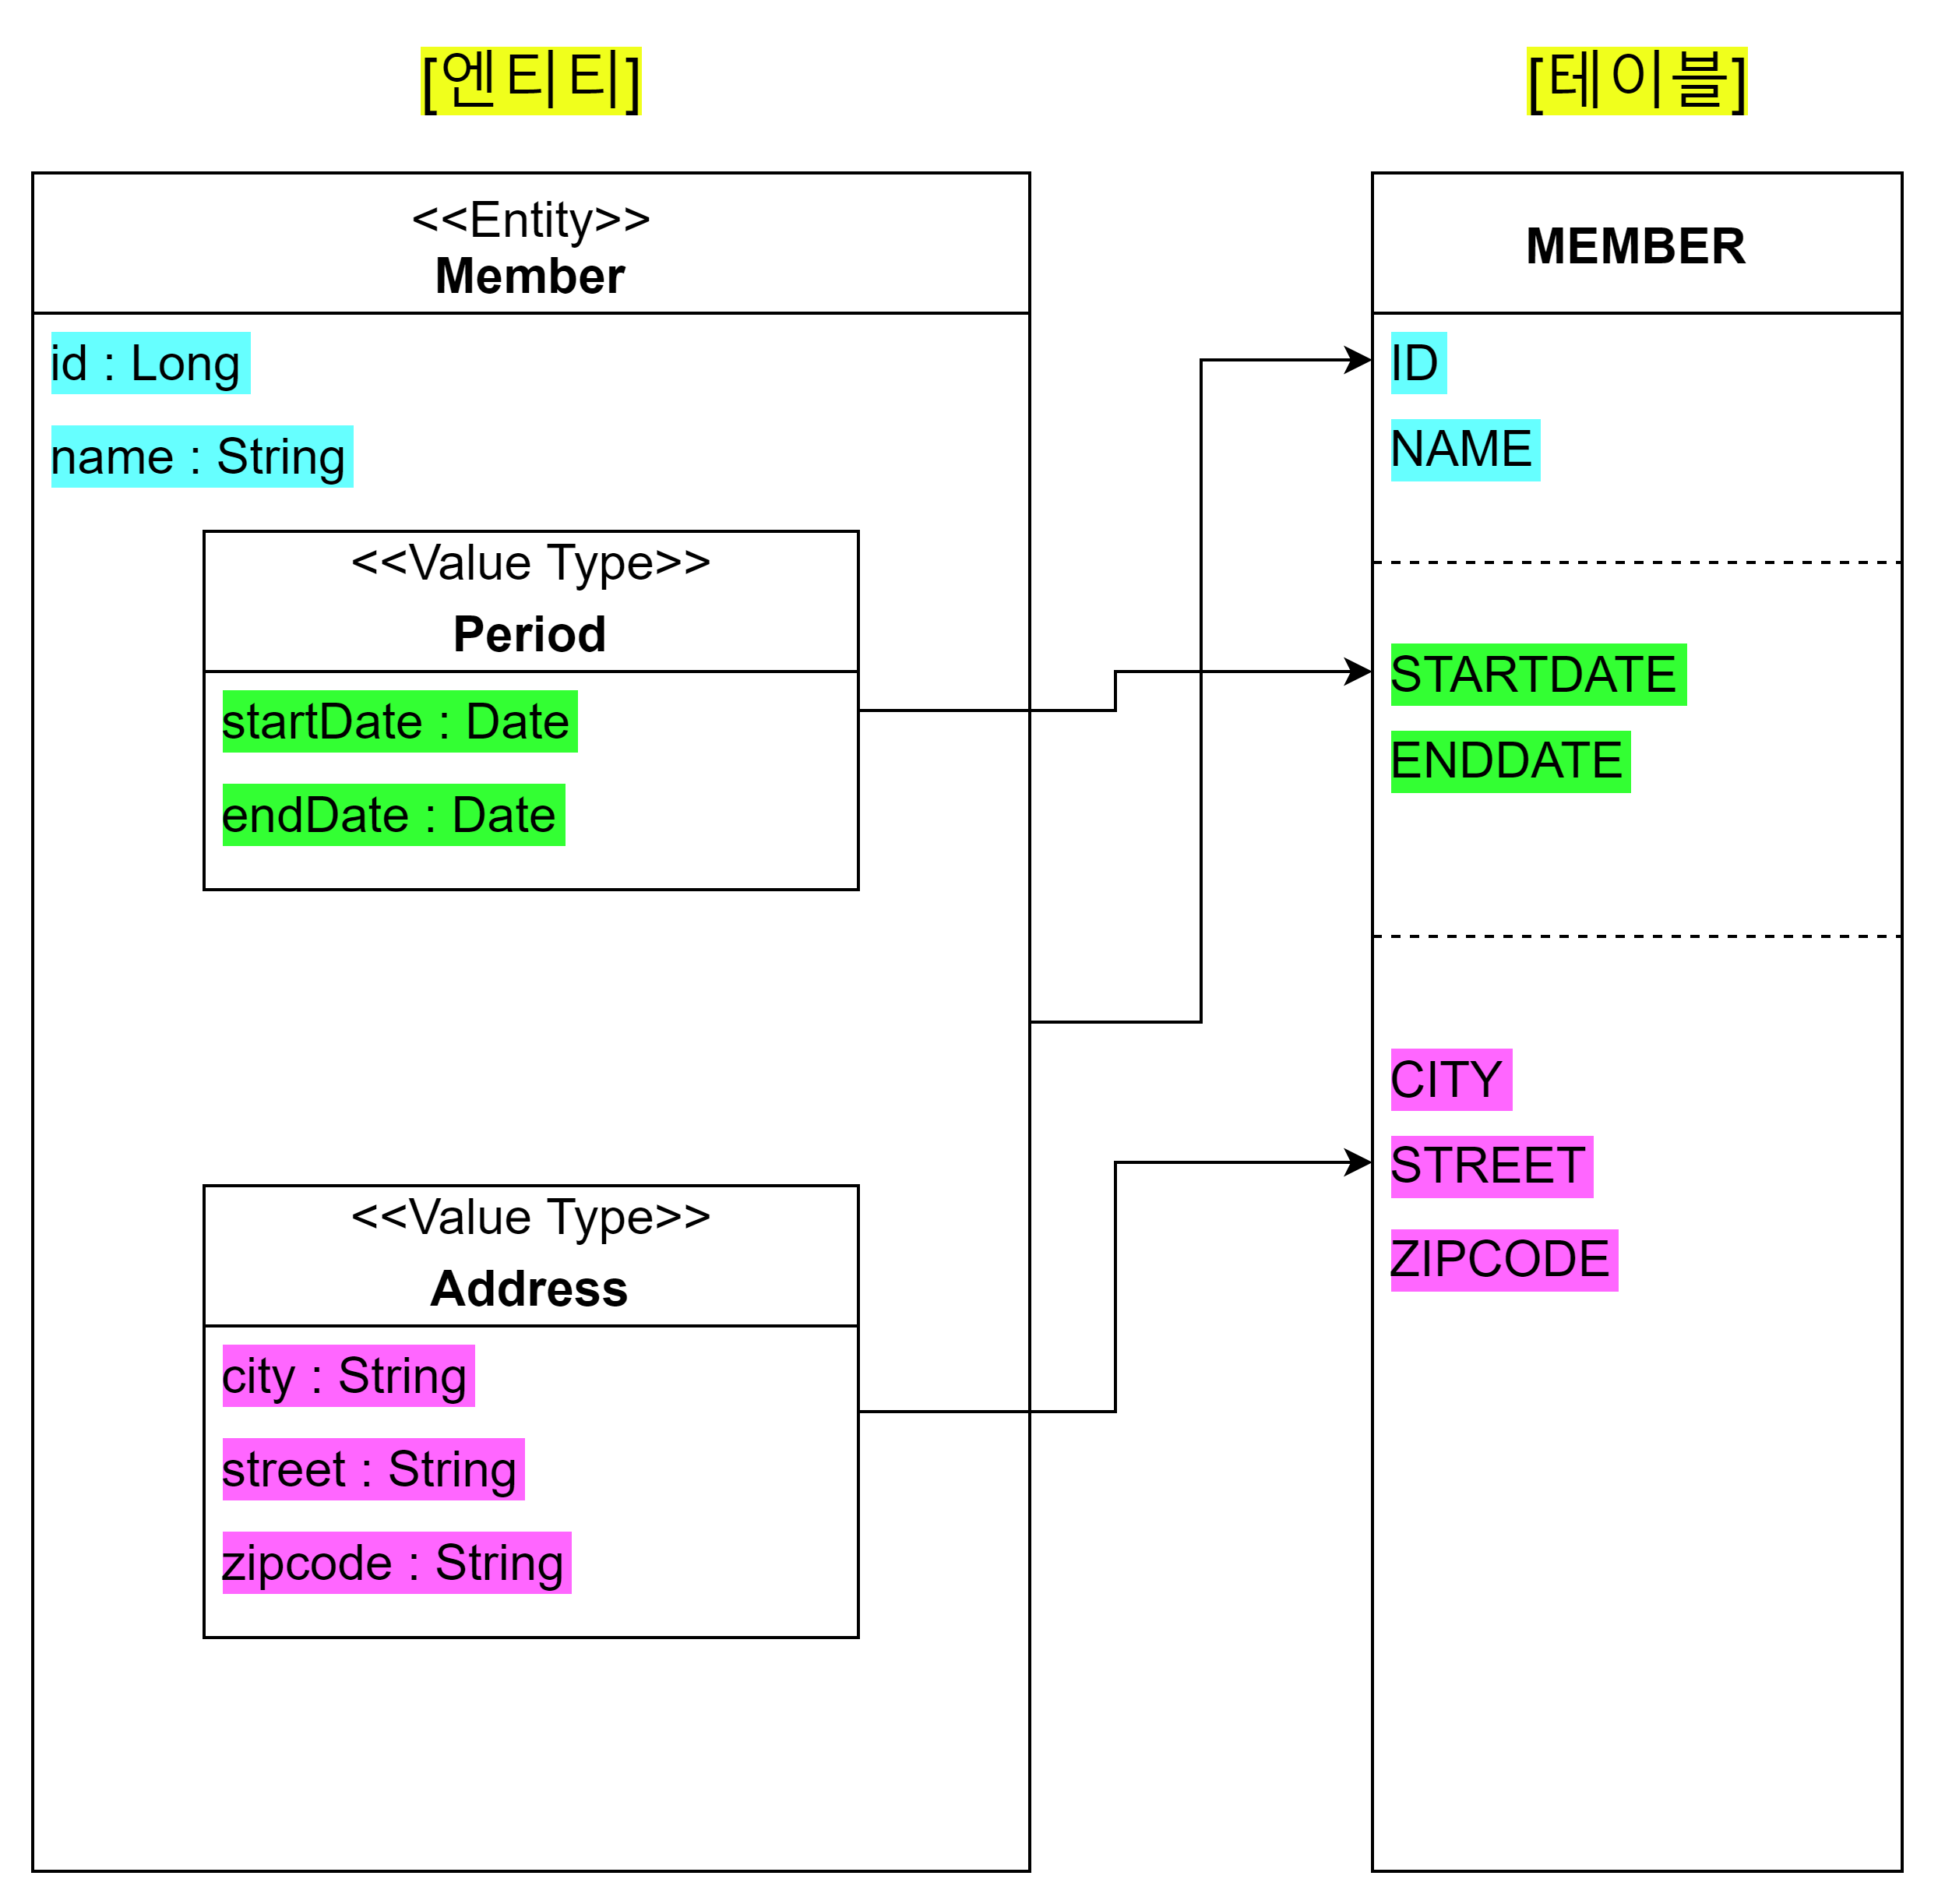 [엔티티]
<<Entity>>
Member
id : Long
name : String
<<Value Type>>
Period
startDate : Date
endDate : Date
<<Value Type>>
Address
city : String
street : String
zipcode : String
[테이블]
MEMBER
ID
NAME
STARTDATE
ENDDATE
CITY
STREET
ZIPCODE